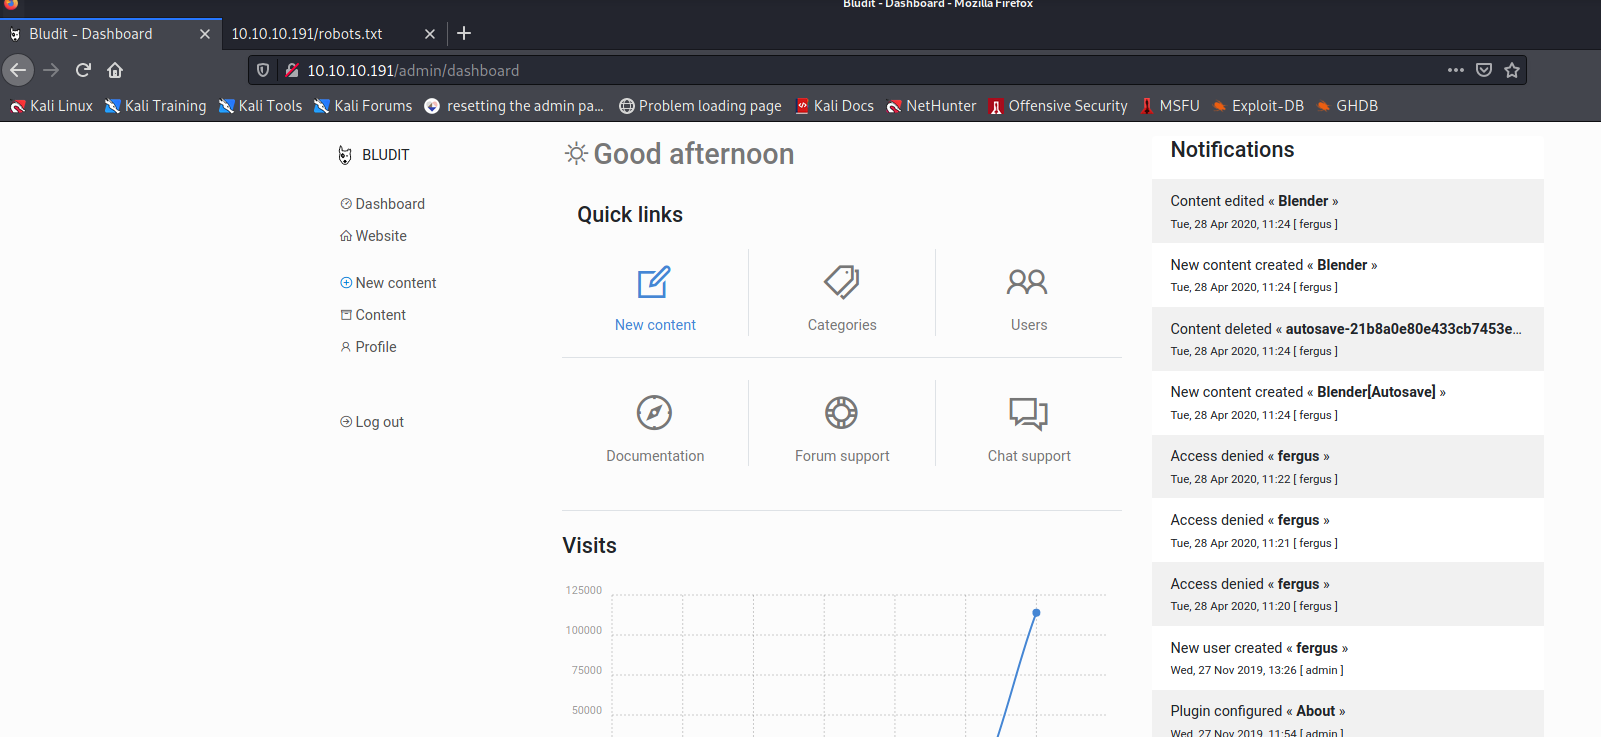 Bludit - Dashboard - Mozilla Firefox
Bludit - Dashboard
10.10.10.191/robots.txt
10.10.10.191/admin/dashboard
Kali Linux Kali Training Kali Tools Kali Forums resetting the admin pa... Problem loading page Kali Docs NetHunter Offensive Security MSFU Exploit-DB GHDB
BLUDIT
Dashboard
Website
New content
Content
Profile
Log out
Good afternoon
Quick links
New content
Categories
Users
Documentation
Forum support
Chat support
Visits
125000
100000
75000
50000
Notifications
Content edited « Blender »
Tue, 28 Apr 2020, 11:24 [ fergus ]
New content created « Blender »
Tue, 28 Apr 2020, 11:24 [ fergus ]
Content deleted « autosave-21b8a0e80e433cb7453e...
Tue, 28 Apr 2020, 11:24 [ fergus ]
New content created « Blender[Autosave] »
Tue, 28 Apr 2020, 11:24 [ fergus ]
Access denied « fergus »
Tue, 28 Apr 2020, 11:22 [ fergus ]
Access denied « fergus »
Tue, 28 Apr 2020, 11:21 [ fergus ]
Access denied « fergus »
Tue, 28 Apr 2020, 11:20 [ fergus ]
New user created « fergus »
Wed, 27 Nov 2019, 13:26 [ admin ]
Plugin configured « About »
Wed, 27 Nov 2019, 11:54 [ admin ]